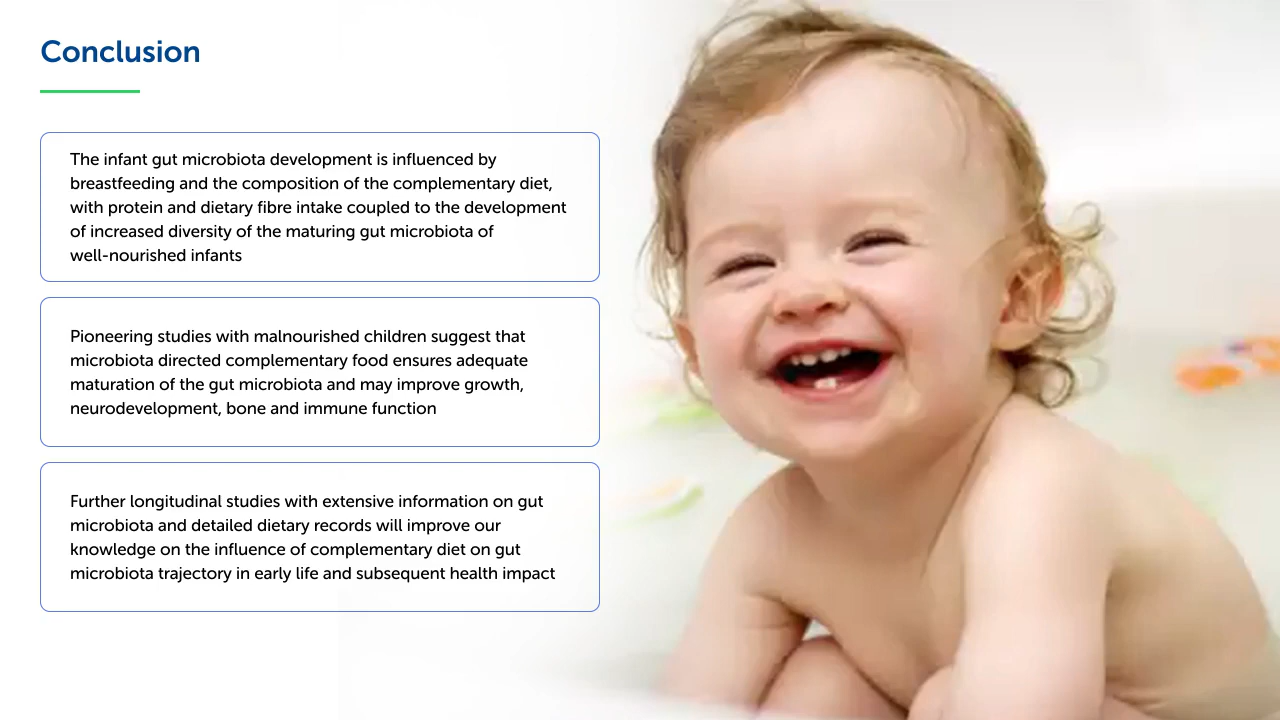 Conclusion
The infant gut microbiota development is influenced by
breastfeeding and the composition of the complementary diet,
with protein and dietary fibre intake coupled to the development
of increased diversity of the maturing gut microbiota of
well-nourished infants
Pioneering studies with malnourished children suggest that
microbiota directed complementary food ensures adequate
maturation of the gut microbiota and may improve growth,
neurodevelopment, bone and immune function
Further longitudinal studies with extensive information on gut
microbiota and detailed dietary records will improve our
knowledge on the influence of complementary diet on gut
microbiota trajectory in early life and subsequent health impact